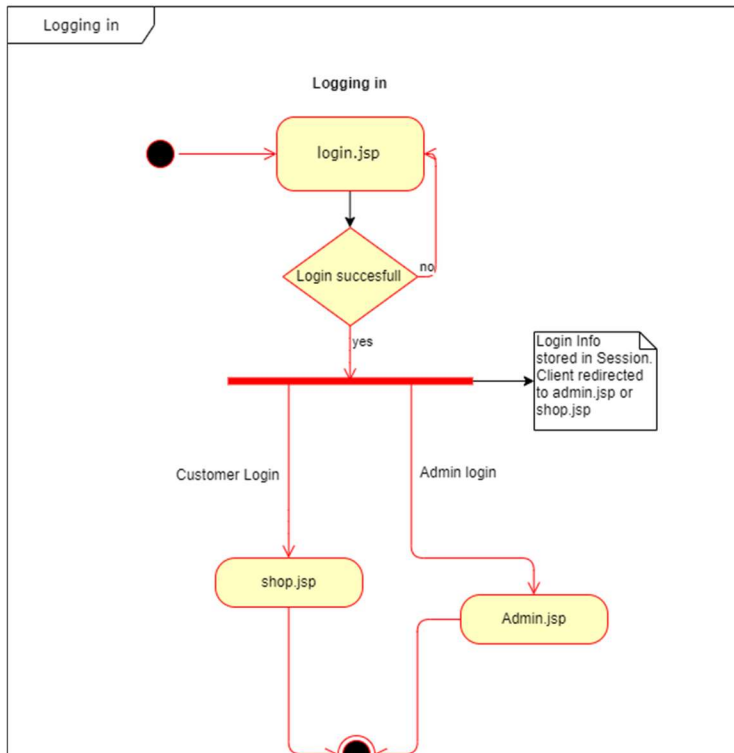 Logging in
Logging in
login.jsp
Login succesfull
no
yes
Login Info
stored in Session.
Client redirected
to admin.jsp or
shop.jsp
Customer Login
Admin login
shop.jsp
Admin.jsp